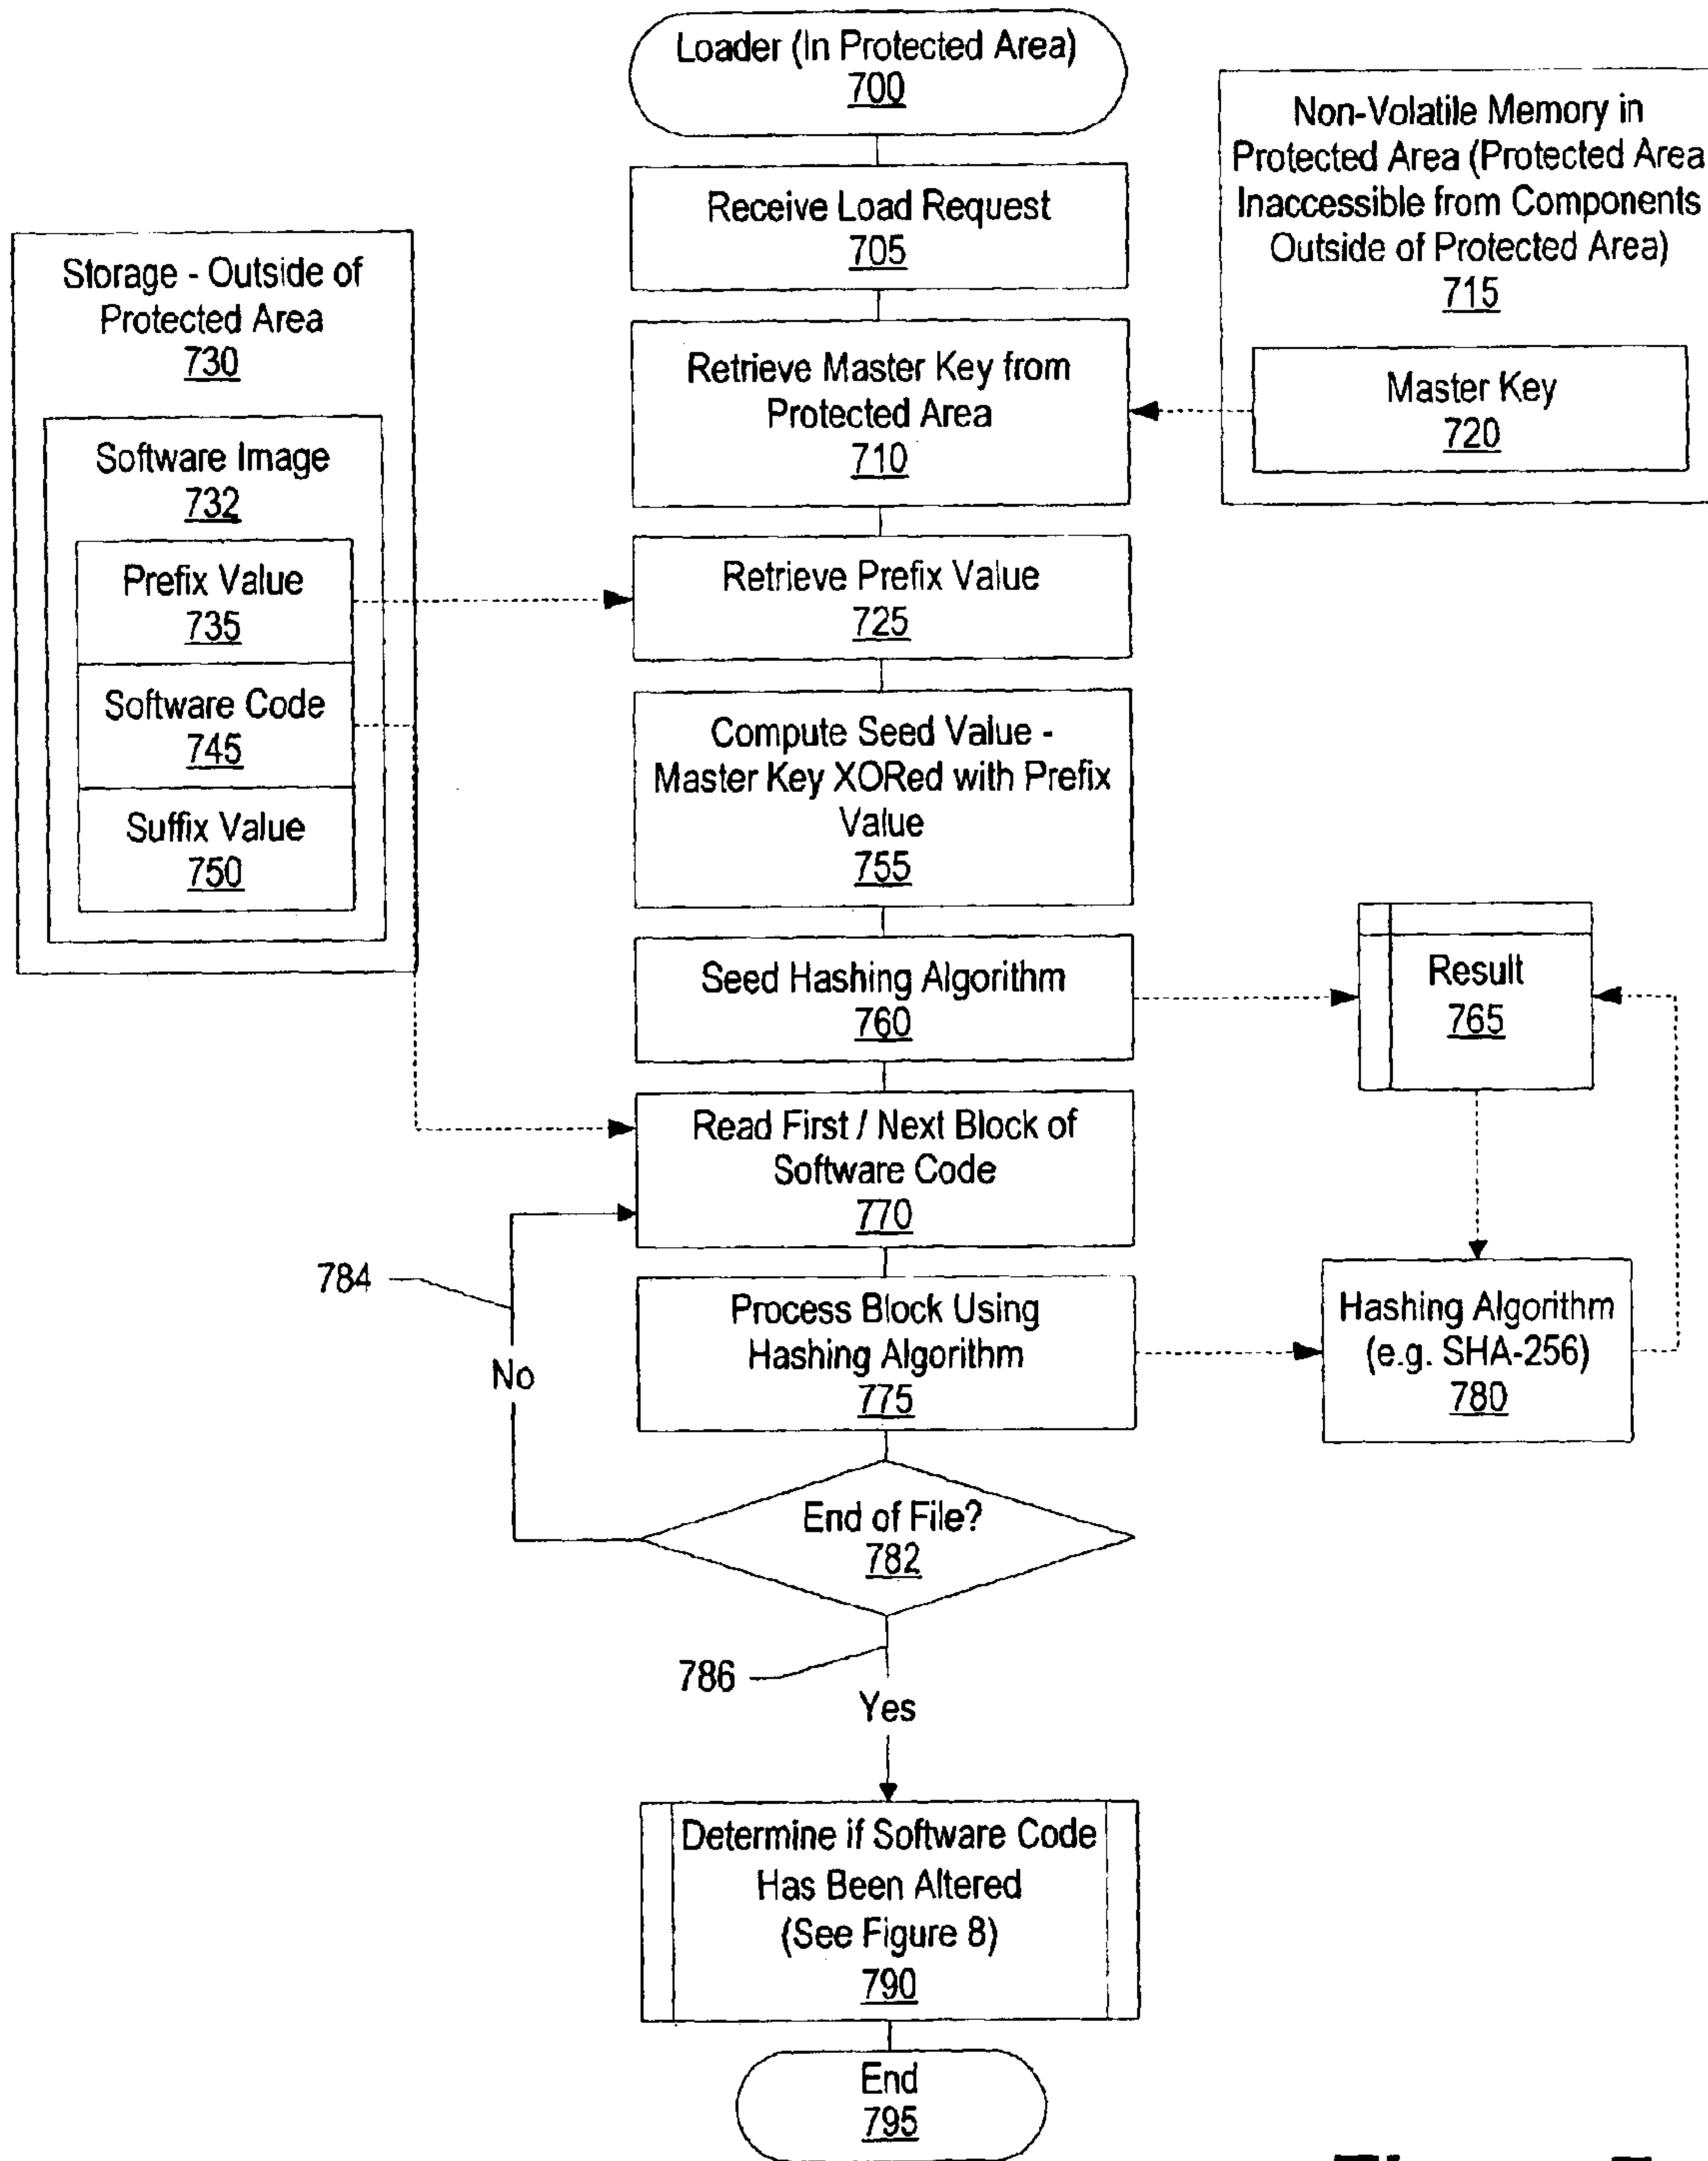 Loader (In Protected Area)
700
Receive Load Request
705
Non-Volatile Memory in
Protected Area (Protected Area
Inaccessible from Components
Outside of Protected Area)
715
Master Key
720
Storage - Outside of
Protected Area
730
Software Image
732
Prefix Value
735
Software Code
745
Suffix Value
750
Retrieve Master Key from
Protected Area
710
Retrieve Prefix Value
725
Compute Seed Value -
Master Key XORed with Prefix
Value
755
Seed Hashing Algorithm
760
Result
765
Read First / Next Block of
Software Code
770
784
No
Process Block Using
Hashing Algorithm
775
Hashing Algorithm
(e.g. SHA-256)
780
End of File?
782
786
Yes
Determine if Software Code
Has Been Altered
(See Figure 8)
790
End
795